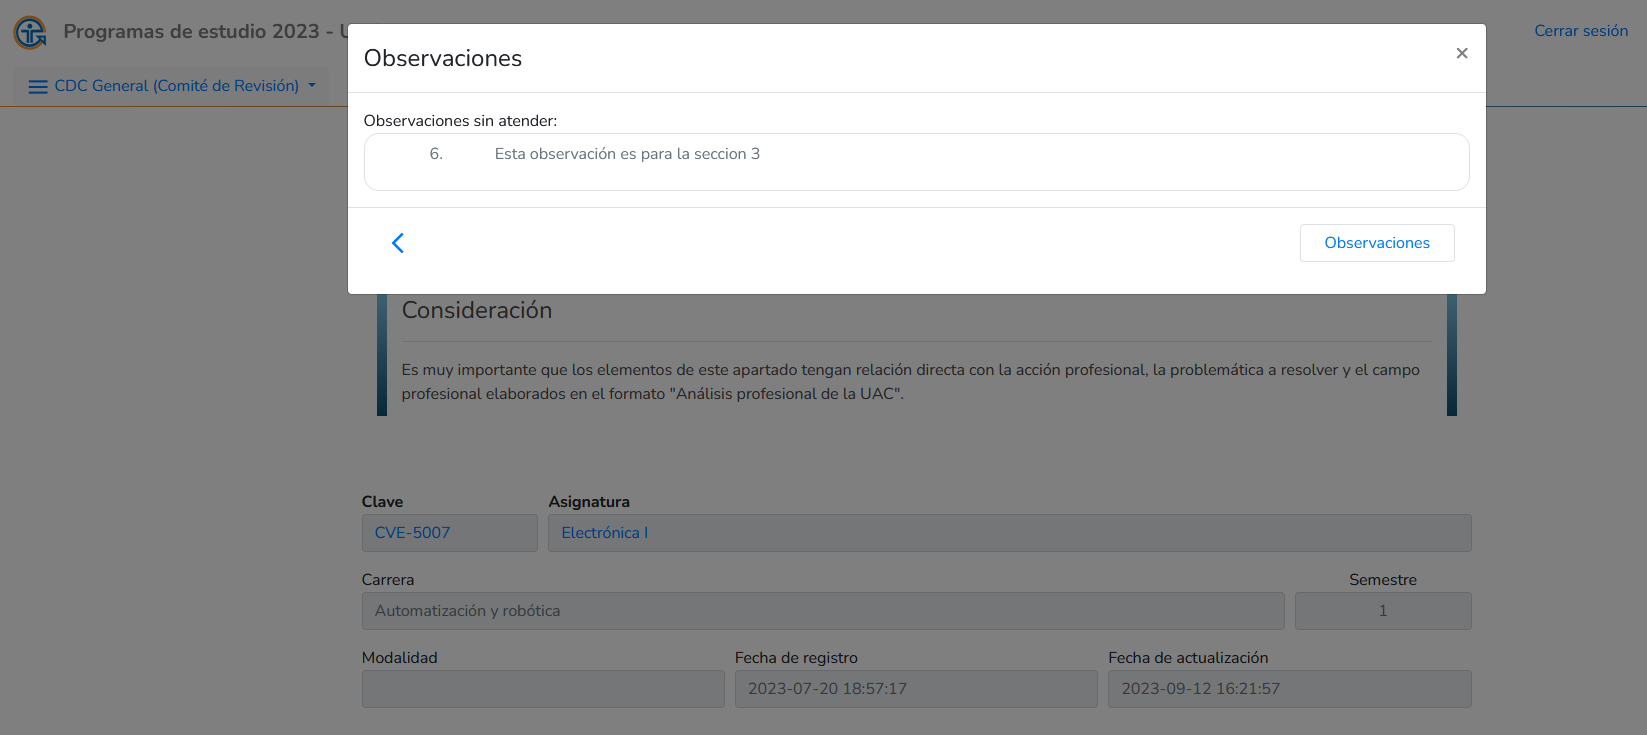 Programas de estudio 2023 -
Cerrar sesión
CDC General (Comité de Revisión)
Observaciones
×
Observaciones sin atender:
6. Esta observación es para la seccion 3
Observaciones
Consideración
Es muy importante que los elementos de este apartado tengan relación directa con la acción profesional, la problemática a resolver y el campo
profesional elaborados en el formato "Análisis profesional de la UAC".
Clave Asignatura
CVE-5007 Electrónica I
Carrera Semestre
Automatización y robótica 1
Modalidad Fecha de registro Fecha de actualización
2023-07-20 18:57:17 2023-09-12 16:21:57